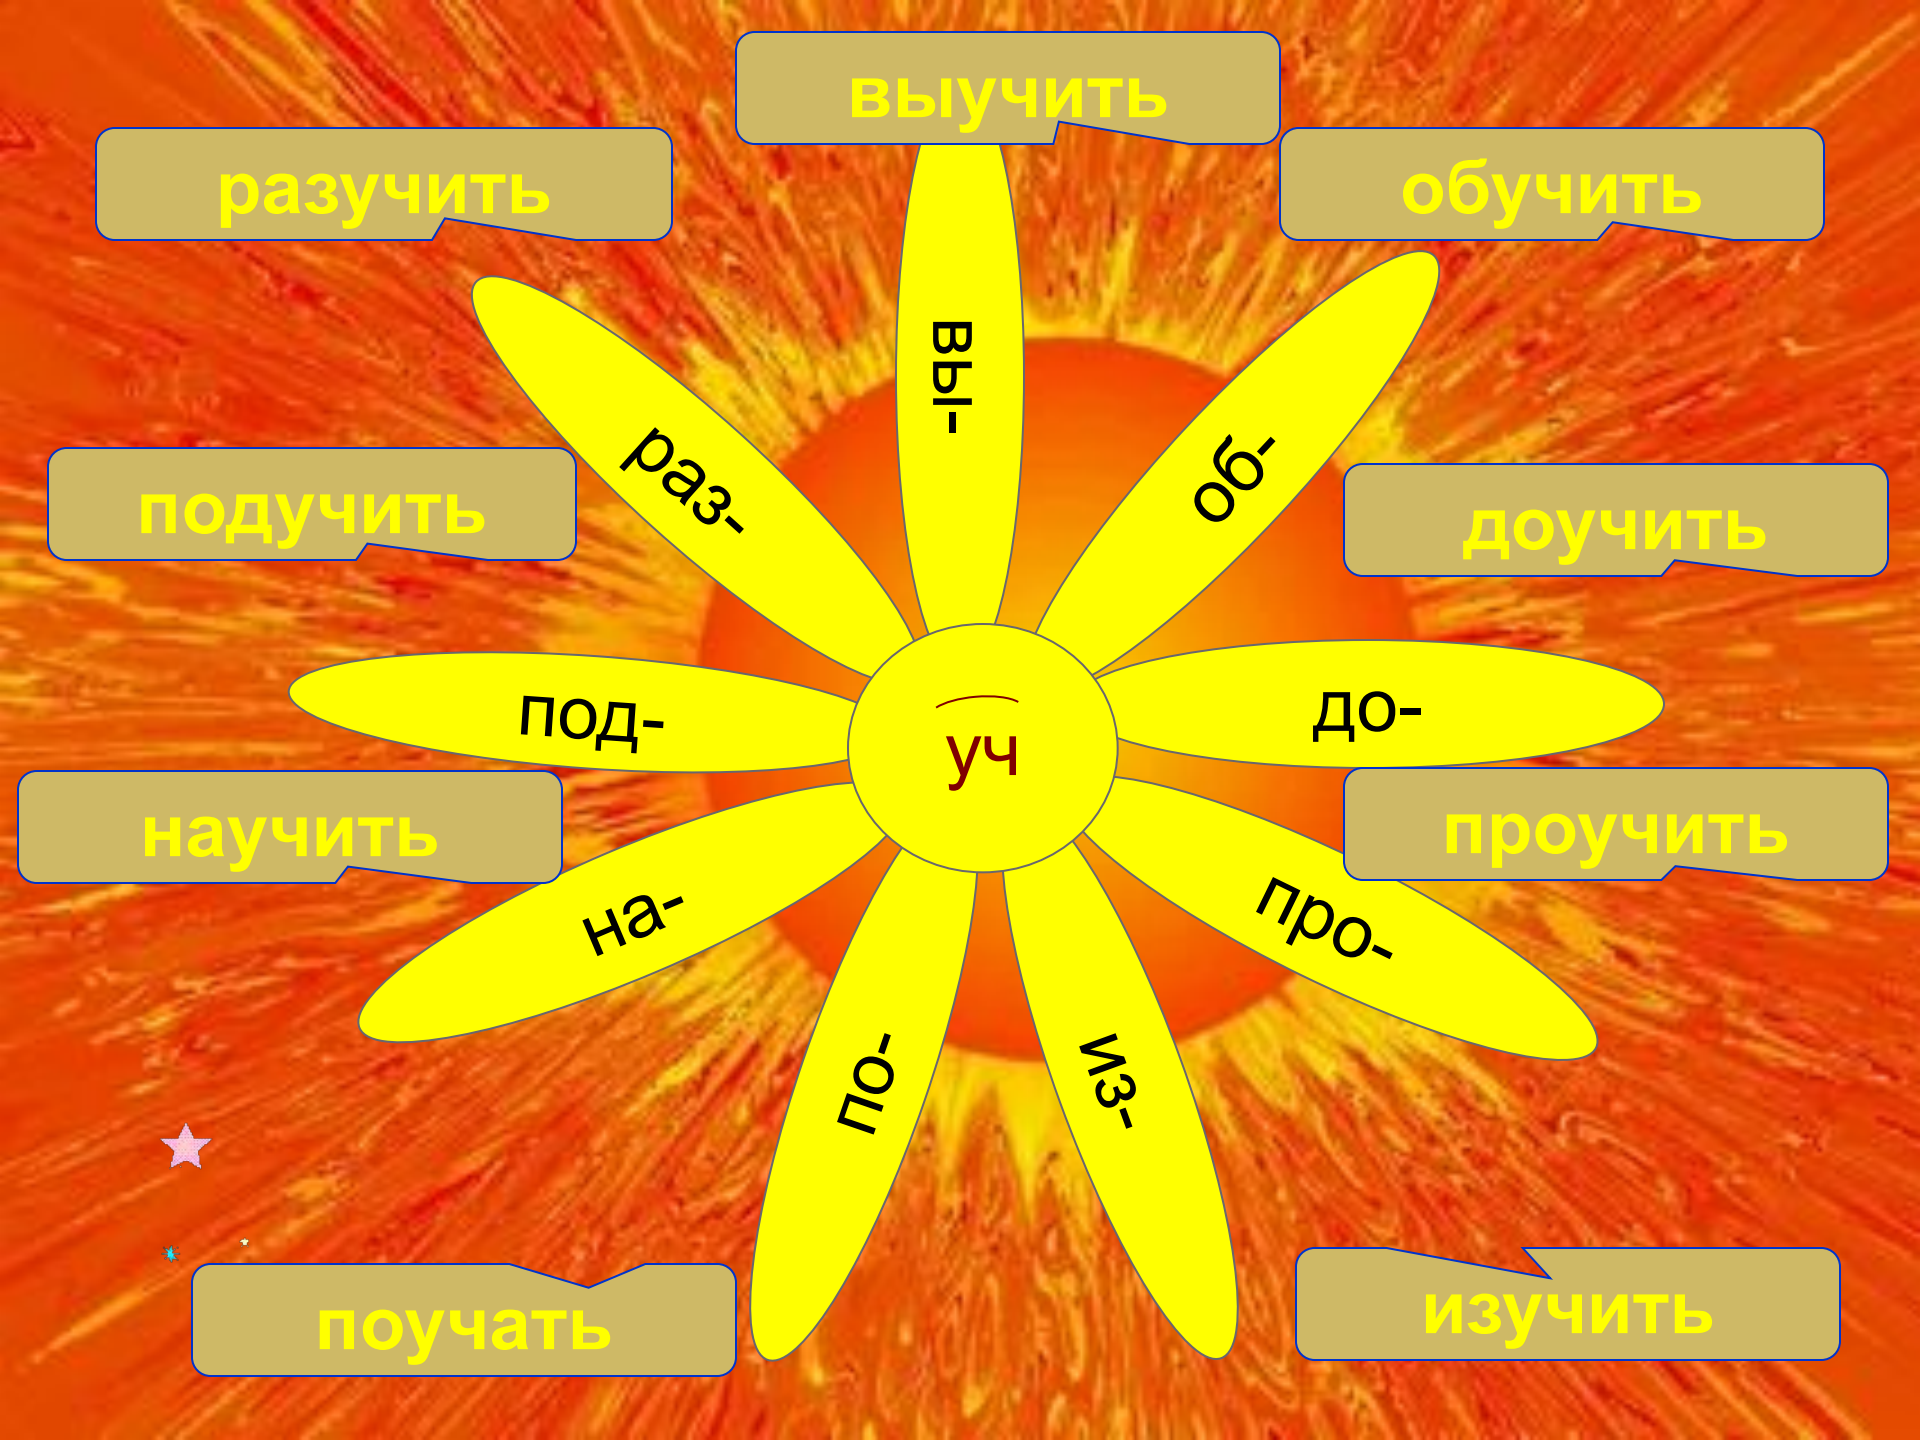 выучить
разучить
обучить
вы-
раз-
об-
подучить
доучить
под-
до-
уч
научить
проучить
на-
про-
по-
из-
поучать
изучить